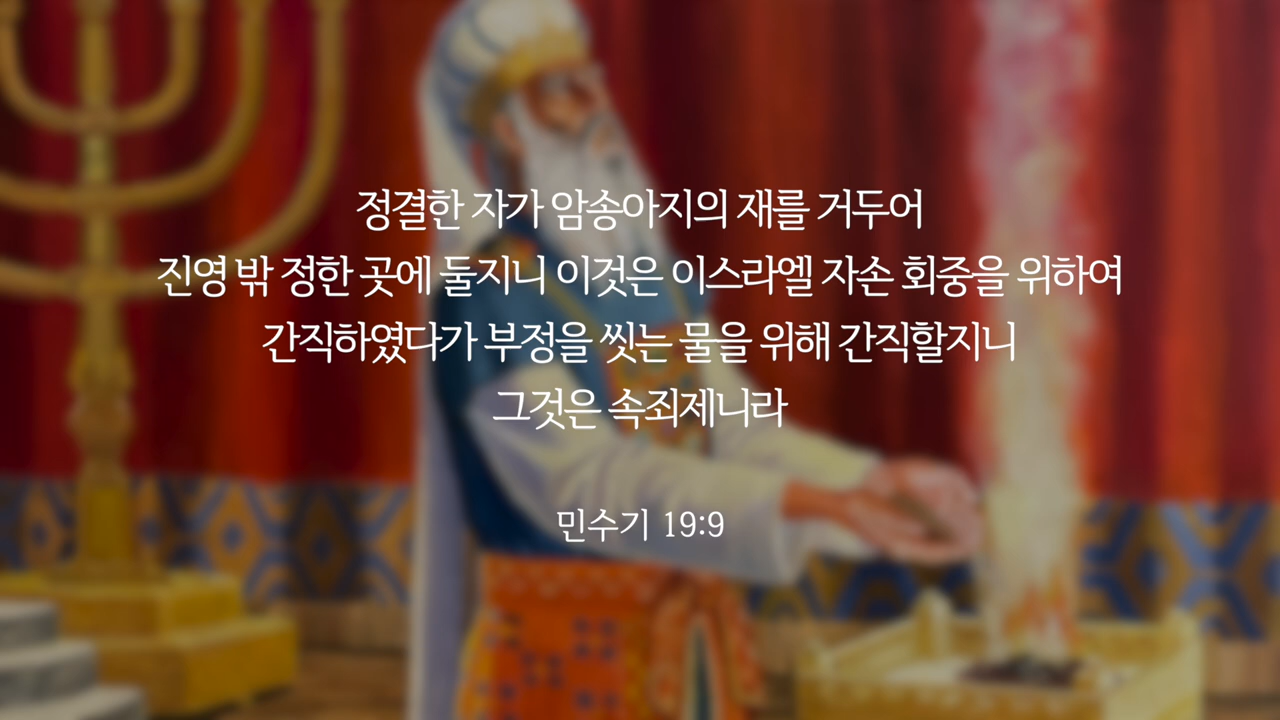 정결한 자가 암송아지의 재를 거두어
진영 밖 정한 곳에 둘지니 이것은 이스라엘 자손 회중을 위하여
간직하였다가 부정을 씻는 물을 위해 간직할지니
그것은 속죄제니라
민수기 19:9